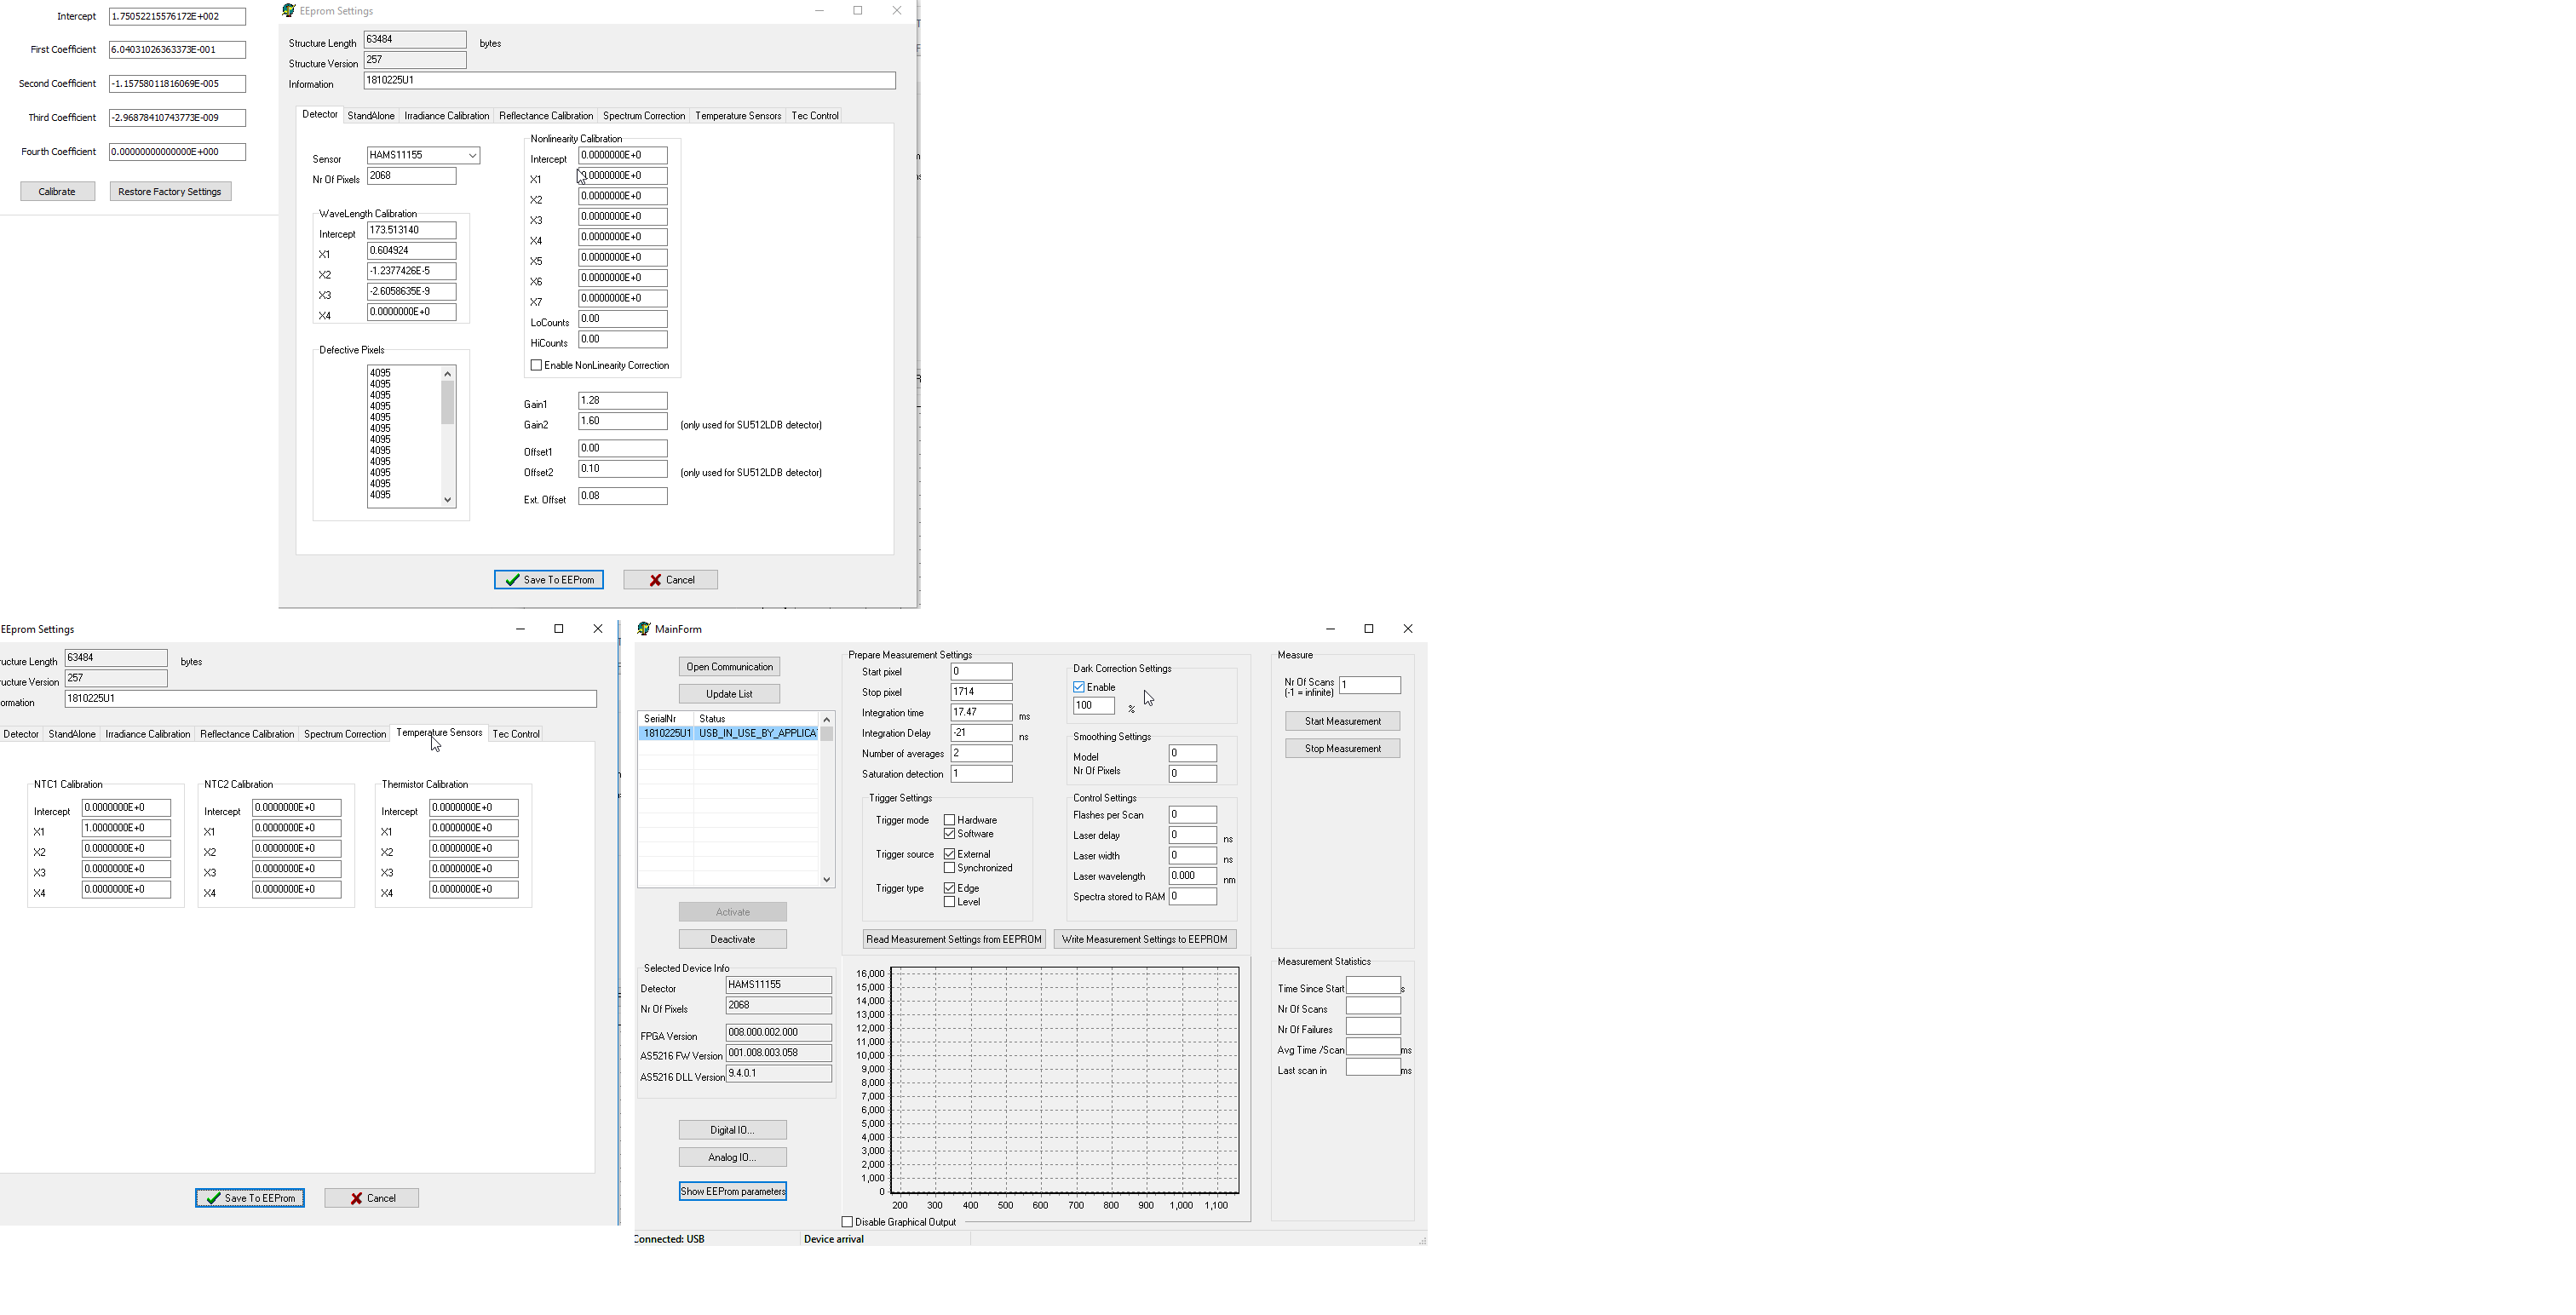 Intercept 1.75052215576172E+002
First Coefficient 6.04031026363373E-001
Second Coefficient -1.15758011816069E-005
Third Coefficient -2.96878410743773E-009
Fourth Coefficient 0.00000000000000E+000
Calibrate Restore Factory Settings
EEprom Settings
Structure Length 63484 bytes
Structure Version 257
Information 1810225U1
Detector StandAlone Irradiance Calibration Reflectance Calibration Spectrum Correction Temperature Sensors Tec Control
Sensor HAMS11155
Nr Of Pixels 2068
WaveLength Calibration
Intercept 173.513140
X1 0.604924
X2 -1.2377426E-5
X3 -2.6058635E-9
X4 0.0000000E+0
Defective Pixels
4095
4095
4095
4095
4095
4095
4095
4095
4095
4095
4095
4095
Nonlinearity Calibration
Intercept 0.0000000E+0
X1 0.0000000E+0
X2 0.0000000E+0
X3 0.0000000E+0
X4 0.0000000E+0
X5 0.0000000E+0
X6 0.0000000E+0
X7 0.0000000E+0
LoCounts 0.00
HiCounts 0.00
Enable NonLinearity Correction
Gain1 1.28
Gain2 1.60 (only used for SU512LDB detector)
Offset1 0.00
Offset2 0.10 (only used for SU512LDB detector)
Ext. Offset 0.08
Save To EEProm Cancel
EEprom Settings
ucture Length 63484 bytes
ucture Version 257
ormation 1810225U1
Detector StandAlone Irradiance Calibration Reflectance Calibration Spectrum Correction Temperature Sensors Tec Control
NTC1 Calibration
Intercept 0.0000000E+0
X1 1.0000000E+0
X2 0.0000000E+0
X3 0.0000000E+0
X4 0.0000000E+0
NTC2 Calibration
Intercept 0.0000000E+0
X1 0.0000000E+0
X2 0.0000000E+0
X3 0.0000000E+0
X4 0.0000000E+0
Thermistor Calibration
Intercept 0.0000000E+0
X1 0.0000000E+0
X2 0.0000000E+0
X3 0.0000000E+0
X4 0.0000000E+0
Save To EEProm Cancel
MainForm
Open Communication
Update List
SerialNr Status
1810225U1 USB_IN_USE_BY_APPLICA
Activate
Deactivate
Selected Device Info
Detector HAMS11155
Nr Of Pixels 2068
FPGA Version 008.000.002.000
AS5216 FW Version 001.008.003.058
AS5216 DLL Version 9.4.0.1
Digital IO...
Analog IO...
Show EEProm parameters
Prepare Measurement Settings
Start pixel 0
Stop pixel 1714
Integration time 17.47 ms
Integration Delay -21 ns
Number of averages 2
Saturation detection 1
Trigger Settings
Trigger mode Hardware
Software
Trigger source External
Synchronized
Trigger type Edge
Level
Dark Correction Settings
Enable
100 %
Smoothing Settings
Model 0
Nr Of Pixels 0
Control Settings
Flashes per Scan 0
Laser delay 0 ns
Laser width 0 ns
Laser wavelength 0.000 nm
Spectra stored to RAM 0
Read Measurement Settings from EEPROM Write Measurement Settings to EEPROM
16,000
15,000
14,000
13,000
12,000
11,000
10,000
9,000
8,000
7,000
6,000
5,000
4,000
3,000
2,000
1,000
0
200 300 400 500 600 700 800 900 1,000 1,100
Disable Graphical Output
Measure
Nr Of Scans 1
(-1 = infinite)
Start Measurement
Stop Measurement
Measurement Statistics
Time Since Start s
Nr Of Scans
Nr Of Failures
Avg Time /Scan ms
Last scan in ms
Connected: USB Device arrival